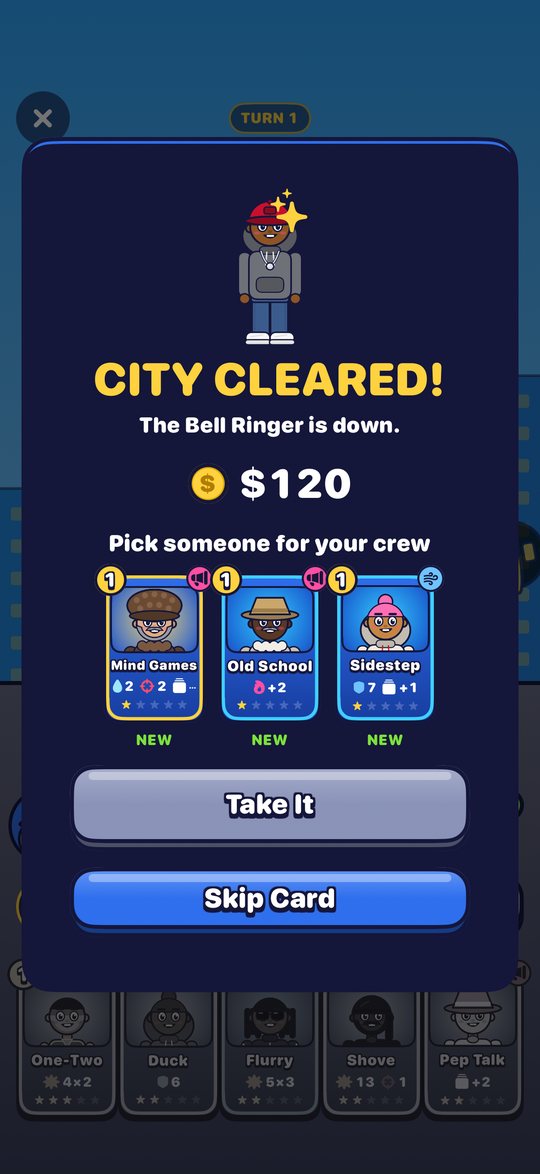 TURN 1
CITY CLEARED!
The Bell Ringer is down.
$ $120
Pick someone for your crew
1 1 1
Mind Games Old School Sidestep
2 2 ... +2 7 +1
NEW NEW NEW
Take It
Skip Card
1
One-Two Duck Flurry Shove Pep Talk
4×2 6 5×3 13 1 +2